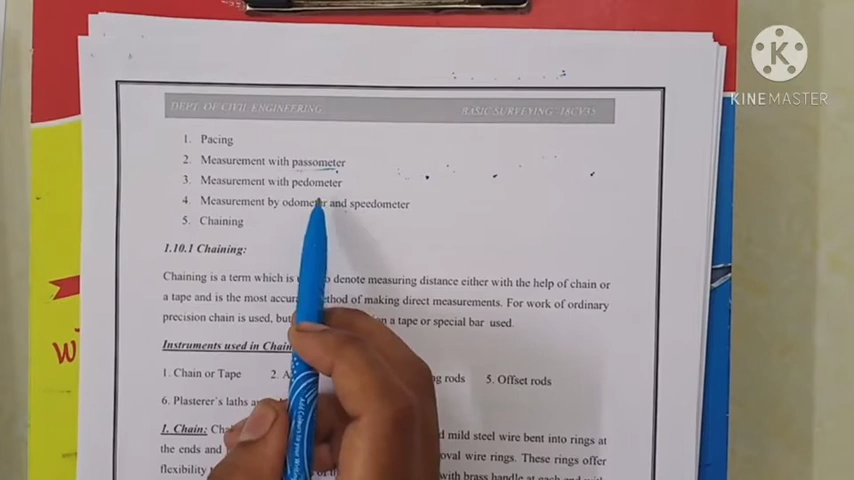 KINEMASTER
DEPT. OF CIVIL ENGINEERING BASIC SURVEYING -18CV35
1. Pacing
2. Measurement with passometer
3. Measurement with pedometer
4. Measurement by odometer and speedometer
5. Chaining
1.10.1 Chaining:
Chaining is a term which is to denote measuring distance either with the help of chain or
a tape and is the most method of making direct measurements. For work of ordinary
precision chain is used, a tape or special bar used.
Instruments used in
1. Chain or Tape 2. rods 5. Offset rods
6. Plasterer's laths
1. Chain: mild steel wire bent into rings at
the ends and oval wire rings. These rings offer
flexibility with brass handle at each end with